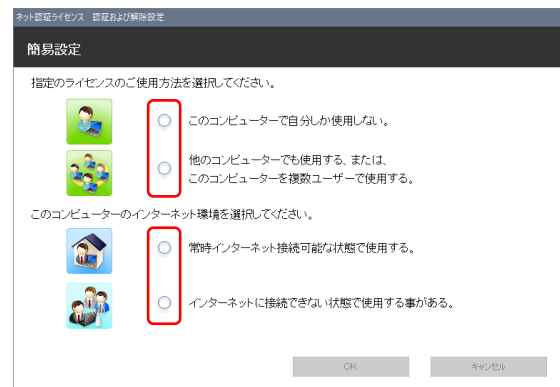 ネット認証ライセンス 認証および解除設定
簡易設定
指定のライセンスのご使用方法を選択してください。
このコンピューターで自分しか使用しない。
他のコンピューターでも使用する、または、
このコンピューターを複数ユーザーで使用する。
このコンピューターのインターネット環境を選択してください。
常時インターネット接続可能な状態で使用する。
インターネットに接続できない状態で使用する事がある。
OK
キャンセル